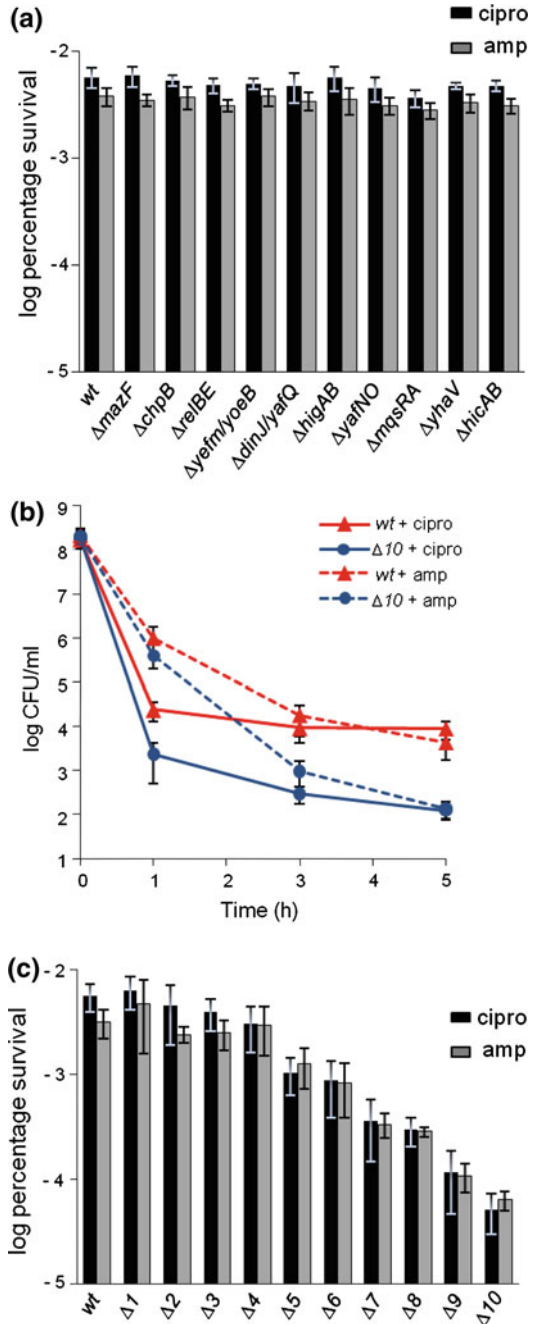 (a)
cipro
amp
log percentage survival
- 2
- 3
- 4
- 5
wt
ΔmazF
ΔchpB
ΔrelBE
Δyefm/yoeB
ΔdinJ/yafQ
ΔhigAB
ΔyafNO
ΔmqsRA
ΔyhaV
ΔhicAB
(b)
wt + cipro
Δ10 + cipro
wt + amp
Δ10 + amp
log CFU/ml
9
8
7
6
5
4
3
2
1
0 1 2 3 4 5
Time (h)
(c)
cipro
amp
log percentage survival
- 2
- 3
- 4
- 5
wt
Δ1
Δ2
Δ3
Δ4
Δ5
Δ6
Δ7
Δ8
Δ9
Δ10